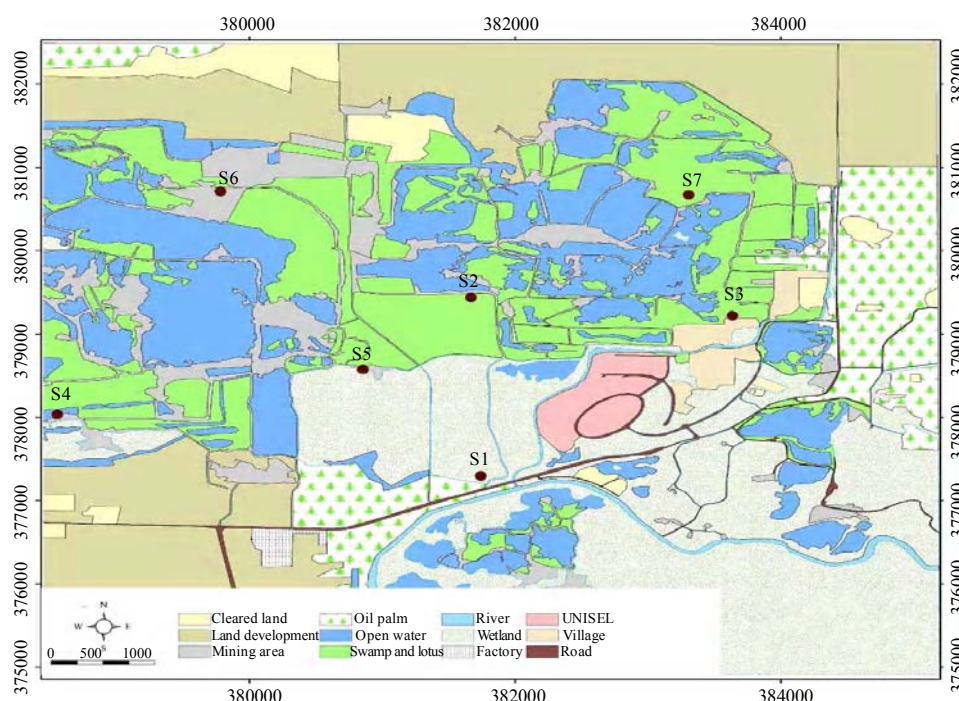 380000 382000 384000
382000 382000
381000 381000
S6 S7
380000 380000
S2
S3
379000 379000
S5
S4
378000 378000
S1
377000 377000
376000 376000
N
W E
S
0 500 1000
Cleared land Oil palm River UNISEL
Land development Open water Wetland Village
Mining area Swamp and lotus Factory Road
375000 375000
380000 382000 384000